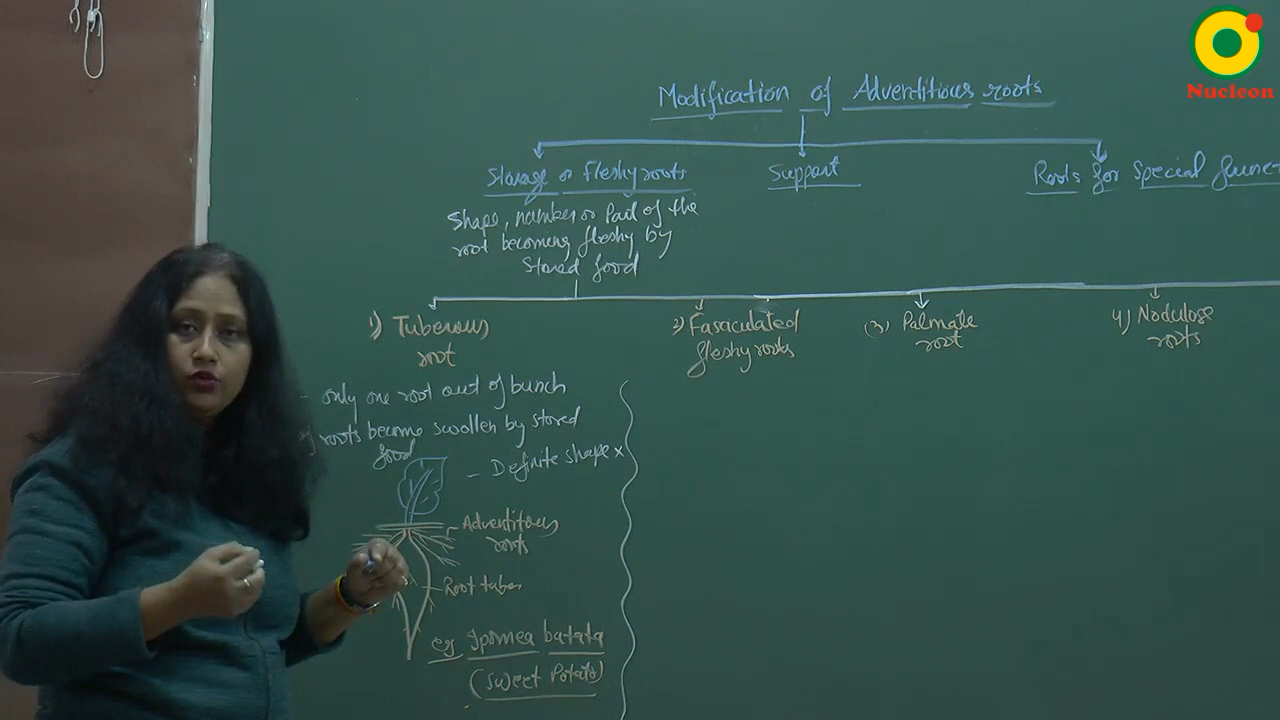 Nucleon
Modification of Adventitious roots
Storage or Fleshy roots
Support
Roots for Special func
Shape, number or Part of the
root becoming fleshy by
Stored food
1) Tuberous
root
2) Fasciculated
fleshy roots
(3) Palmate
root
4) Nodulose
roots
- only one root out of bunch
of roots become swollen by stored
food
- Definite shape x
Adventitous
roots
Root tuber
eg Ipomea batata
(Sweet Potato)